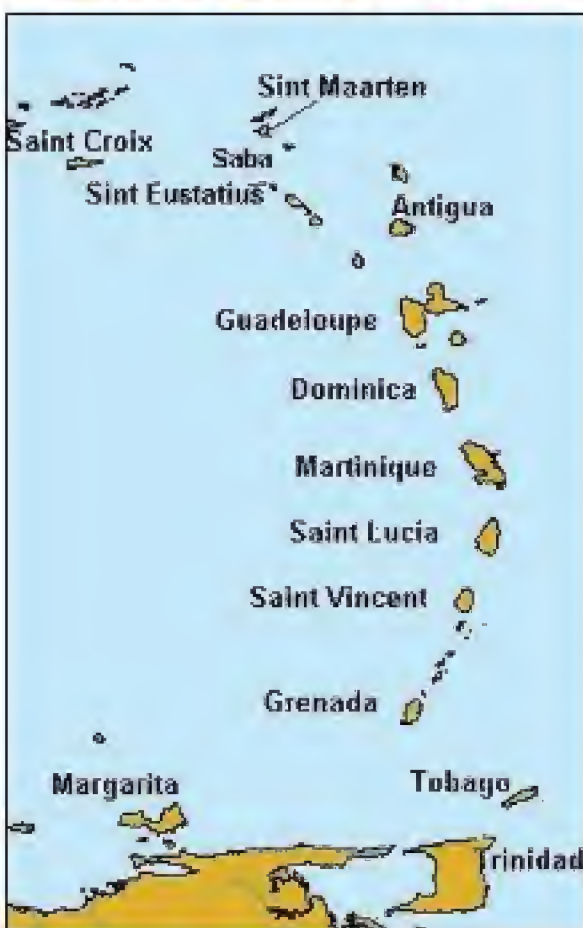 Sint Maarten
Saint Croix
Saba
Sint Eustatius
Antigua
Guadeloupe
Dominica
Martinique
Saint Lucia
Saint Vincent
Grenada
Margarita
Tobago
Trinidad